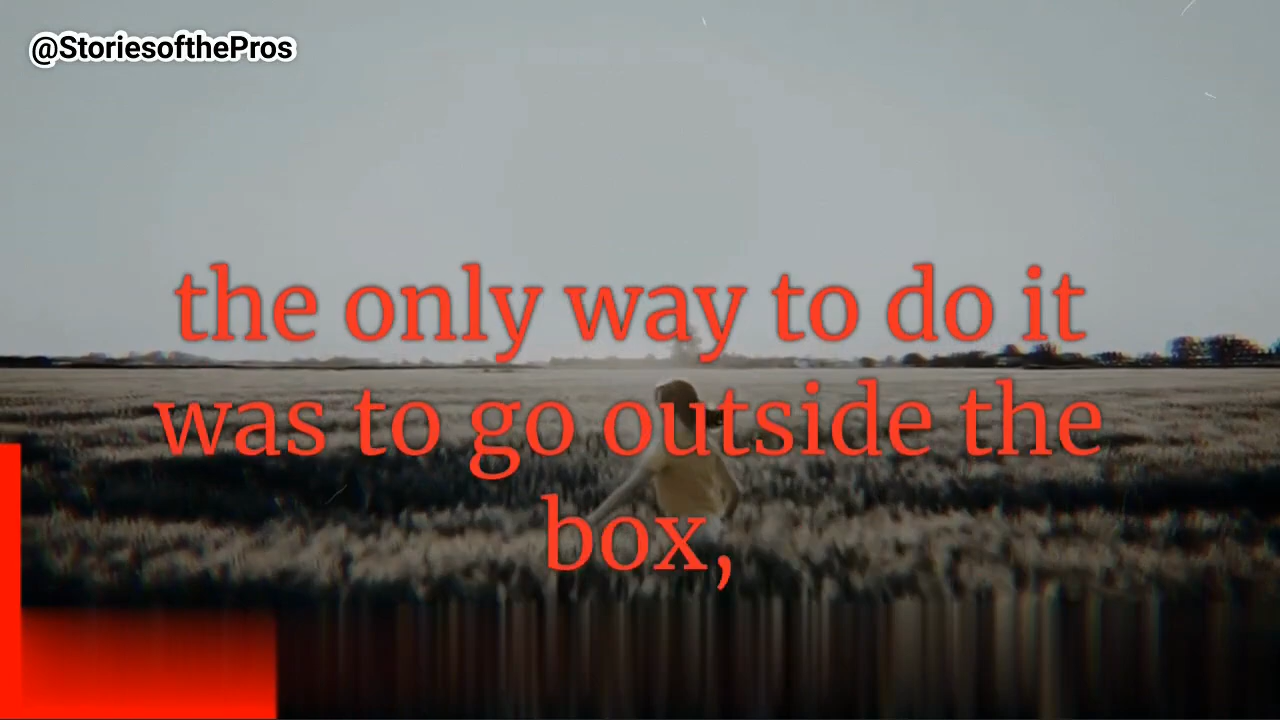 @StoriesofthePros
the only way to do it
was to go outside the
box,